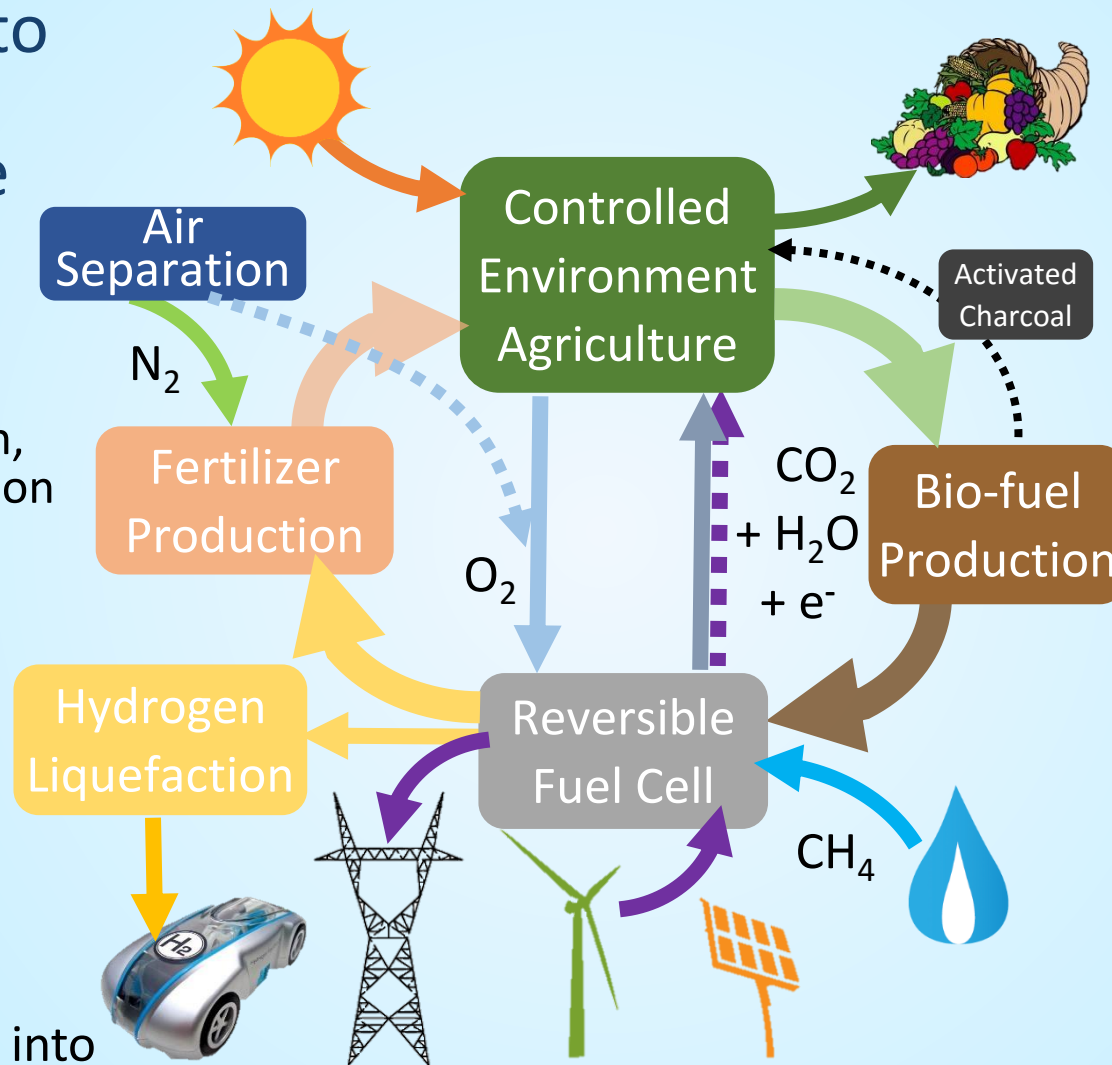 to
e
Air
Separation
Controlled
Environment
Agriculture
Activated
Charcoal
N₂
n,
on
Fertilizer
Production
CO₂
+ H₂O
+ e⁻
Bio-fuel
Production
O₂
Hydrogen
Liquefaction
Reversible
Fuel Cell
CH₄
H₂
into